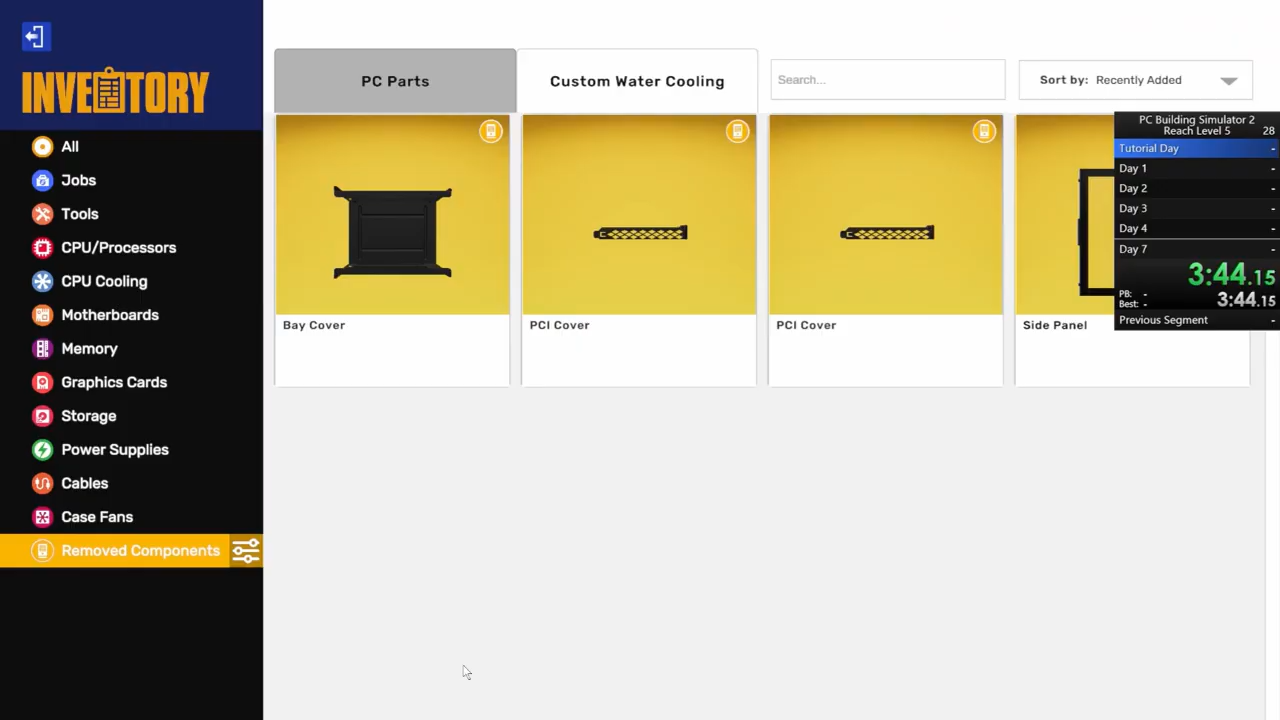 INVENTORY
All
Jobs
Tools
CPU/Processors
CPU Cooling
Motherboards
Memory
Graphics Cards
Storage
Power Supplies
Cables
Case Fans
Removed Components
PC Parts
Custom Water Cooling
Search...
Sort by: Recently Added
Bay Cover
PCI Cover
PCI Cover
Side Panel
PC Building Simulator 2
Reach Level 5 28
Tutorial Day -
Day 1 -
Day 2 -
Day 3 -
Day 4 -
Day 7 -
3:44.15
PB: -
Best: - 3:44.15
Previous Segment -